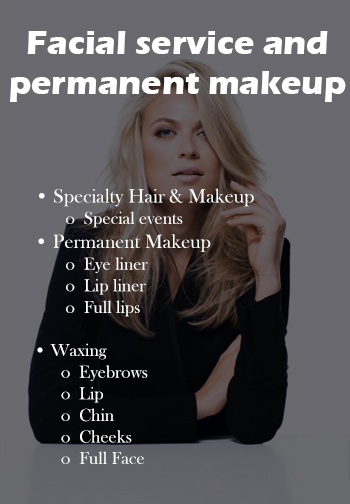 Facial service and
permanent makeup
• Specialty Hair & Makeup
o Special events
• Permanent Makeup
o Eye liner
o Lip liner
o Full lips
• Waxing
o Eyebrows
o Lip
o Chin
o Cheeks
o Full Face